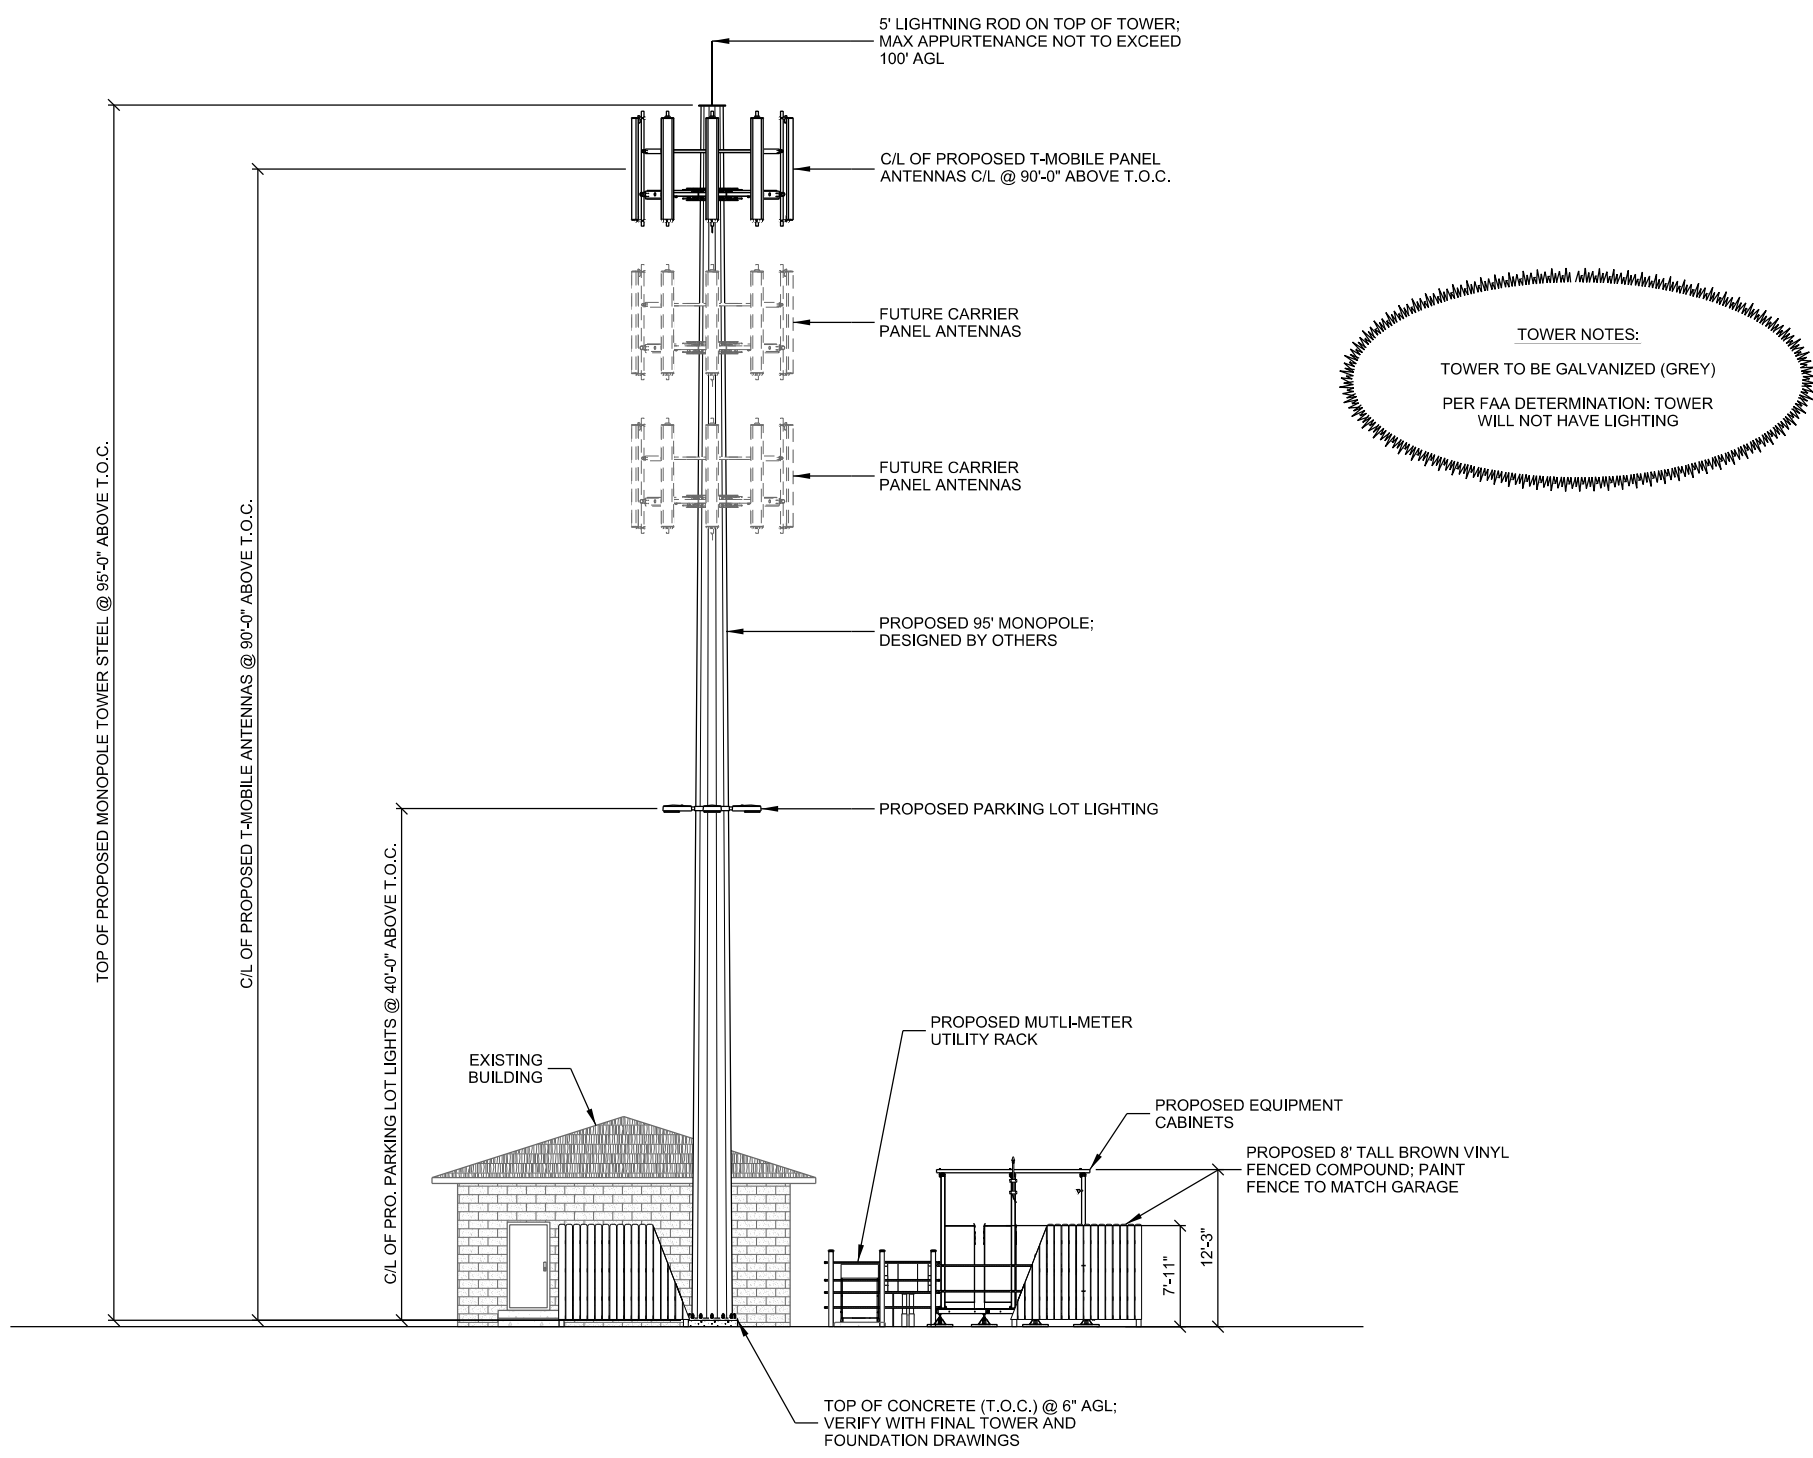 5' LIGHTNING ROD ON TOP OF TOWER;
MAX APPURTENANCE NOT TO EXCEED
100' AGL
C/L OF PROPOSED T-MOBILE PANEL
ANTENNAS C/L @ 90'-0" ABOVE T.O.C.
FUTURE CARRIER
PANEL ANTENNAS
TOWER NOTES:
TOWER TO BE GALVANIZED (GREY)
PER FAA DETERMINATION: TOWER
WILL NOT HAVE LIGHTING
FUTURE CARRIER
PANEL ANTENNAS
TOP OF PROPOSED MONOPOLE TOWER STEEL @ 95'-0" ABOVE T.O.C.
C/L OF PROPOSED T-MOBILE ANTENNAS @ 90'-0" ABOVE T.O.C.
C/L OF PRO. PARKING LOT LIGHTS @ 40'-0" ABOVE T.O.C.
PROPOSED 95' MONOPOLE;
DESIGNED BY OTHERS
PROPOSED PARKING LOT LIGHTING
PROPOSED MUTLI-METER
UTILITY RACK
EXISTING
BUILDING
PROPOSED EQUIPMENT
CABINETS
PROPOSED 8' TALL BROWN VINYL
FENCED COMPOUND; PAINT
FENCE TO MATCH GARAGE
7'-11"
12'-3"
TOP OF CONCRETE (T.O.C.) @ 6" AGL;
VERIFY WITH FINAL TOWER AND
FOUNDATION DRAWINGS